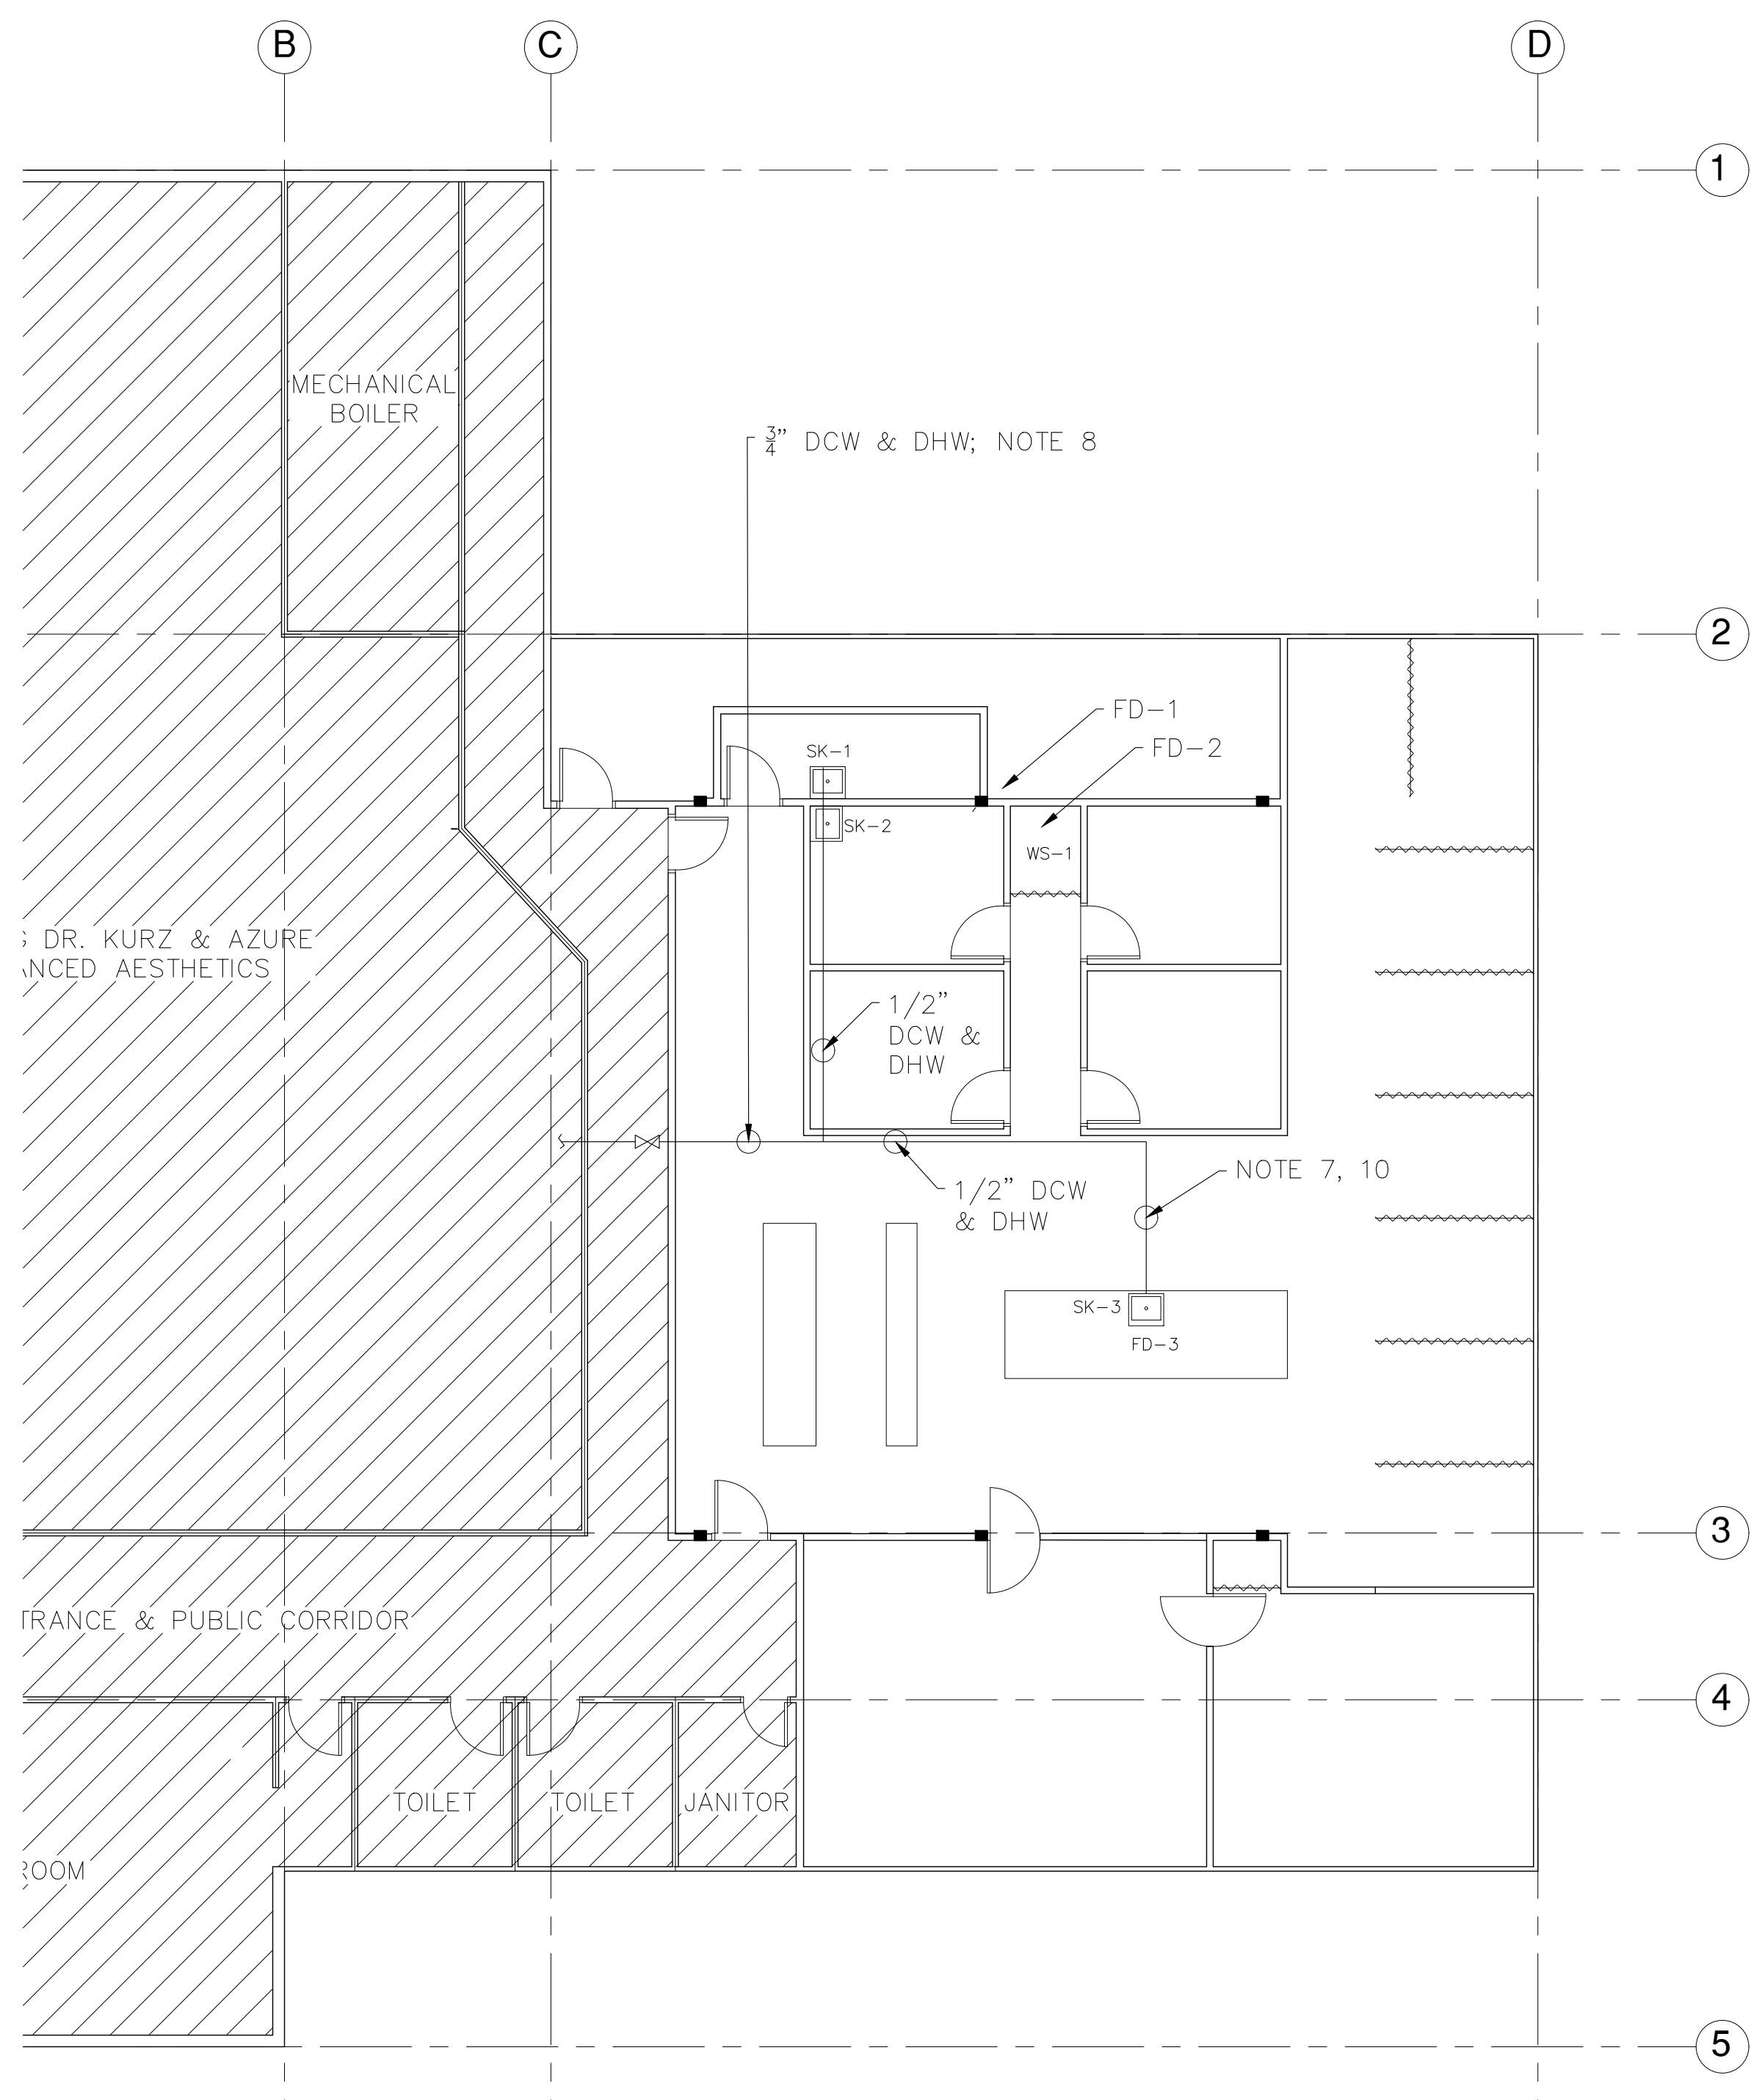 B
C
D
1
MECHANICAL
BOILER
3/4" DCW & DHW; NOTE 8
2
FD-1
FD-2
SK-1
SK-2
WS-1
DR. KURZ & AZURE
AESTHETICS
1/2"
DCW &
DHW
NOTE 7, 10
1/2" DCW
& DHW
SK-3
FD-3
3
& PUBLIC CORRIDOR
4
TOILET
TOILET
JANITOR
ROOM
5